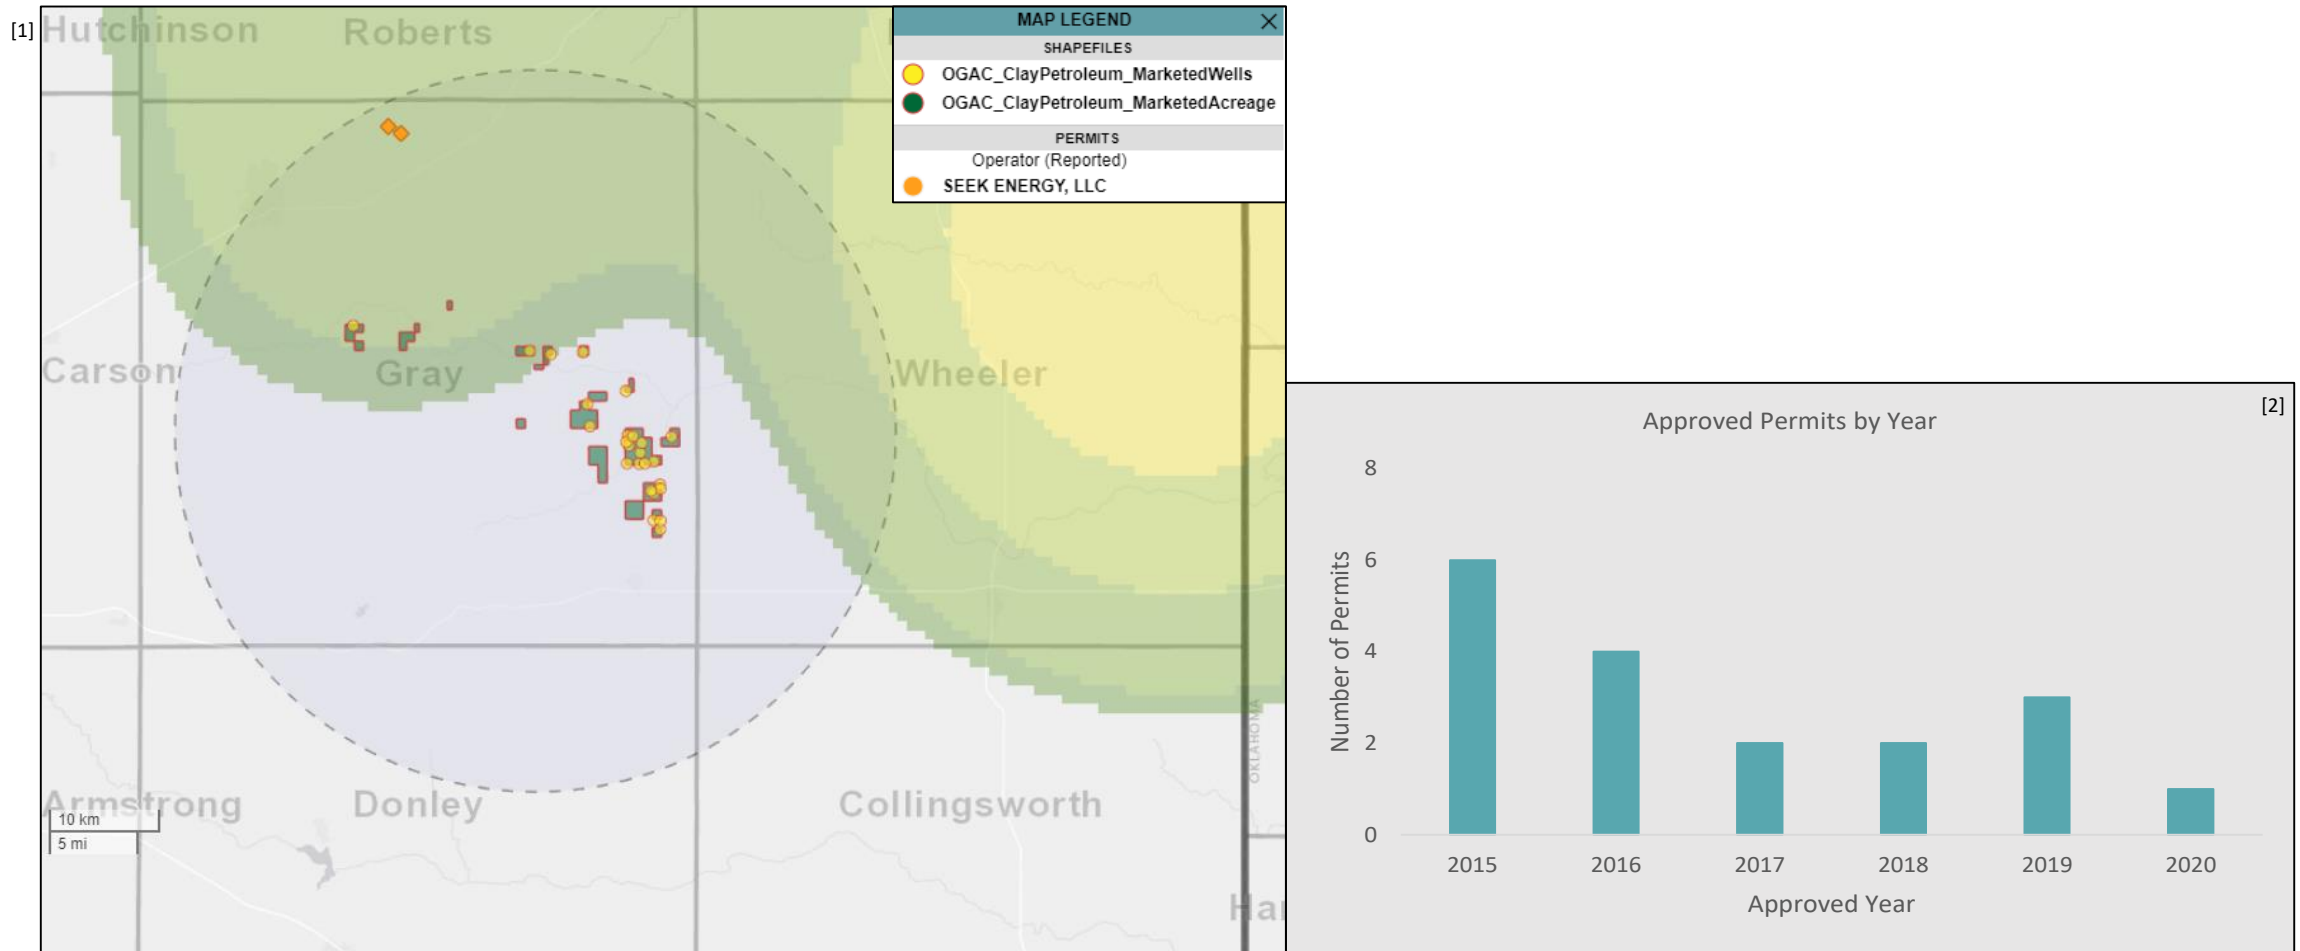 [1]
Hutchinson
Roberts
MAP LEGEND
SHAPEFILES
OGAC_ClayPetroleum_MarketedWells
OGAC_ClayPetroleum_MarketedAcreage
PERMITS
Operator (Reported)
SEEK ENERGY, LLC
Carson
Gray
Wheeler
OKLAHOMA
Armstrong
Donley
Collingsworth
10 km
5 mi
Ha
[2]
Approved Permits by Year
Number of Permits
8
6
4
2
0
2015 2016 2017 2018 2019 2020
Approved Year